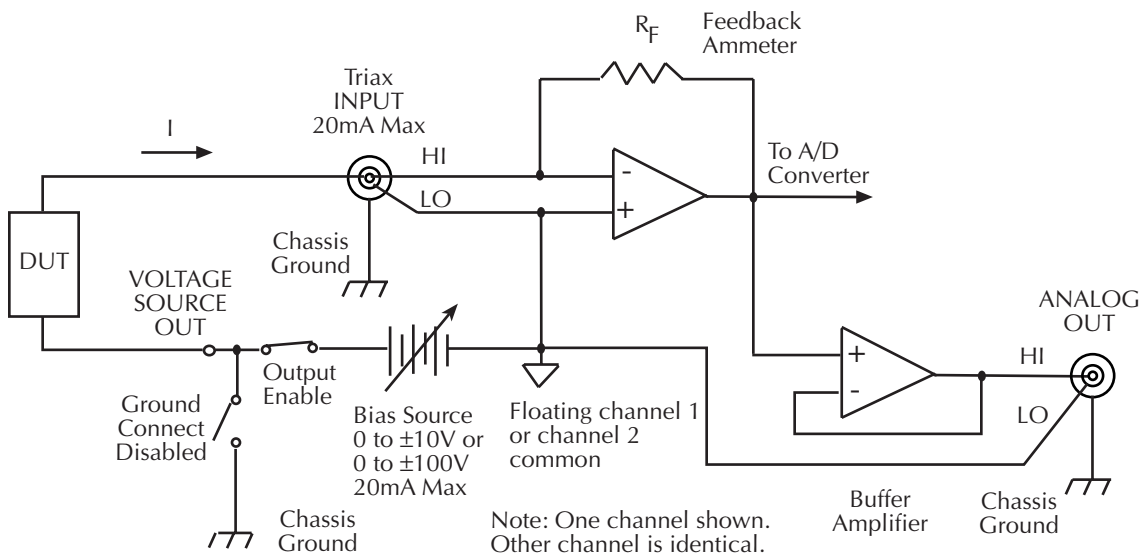 R_F
Feedback
Ammeter
Triax
INPUT
20mA Max
I
HI
LO
-
+
To A/D
Converter
DUT
Chassis
Ground
VOLTAGE
SOURCE
OUT
Output
Enable
Ground
Connect
Disabled
Bias Source
0 to ±10V or
0 to ±100V
20mA Max
Floating channel 1
or channel 2
common
+
-
HI
LO
ANALOG
OUT
Buffer
Amplifier
Chassis
Ground
Chassis
Ground
Note: One channel shown.
Other channel is identical.